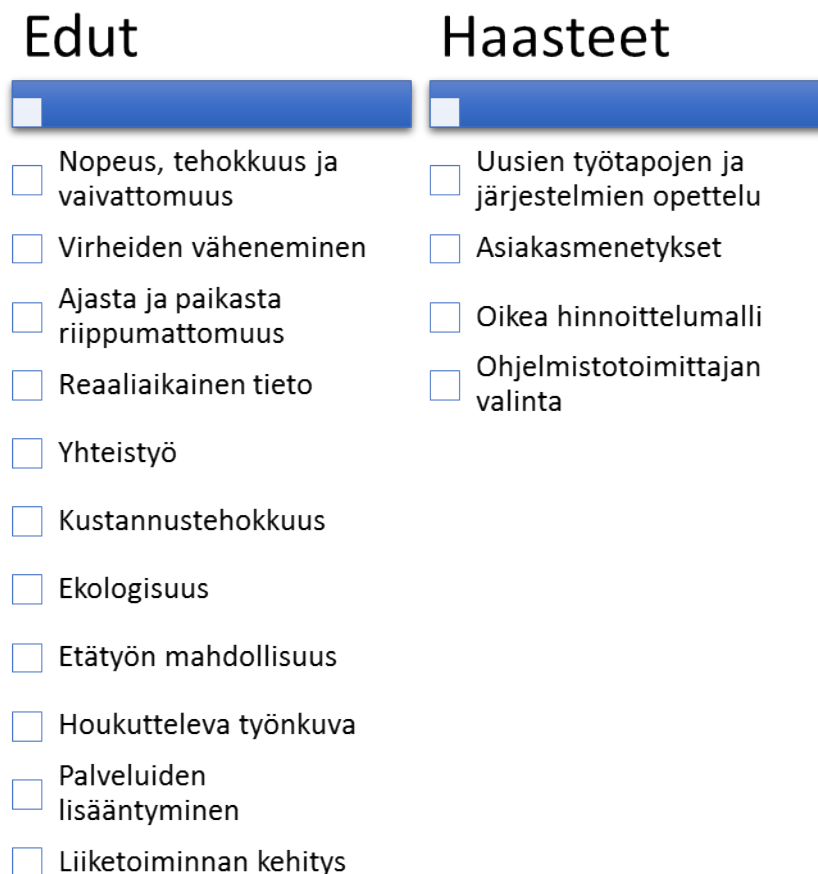 Edut
Nopeus, tehokkuus ja
vaivattomuus
Virheiden väheneminen
Ajasta ja paikasta
riippumattomuus
Reaaliaikainen tieto
Yhteistyö
Kustannustehokkuus
Ekologisuus
Etätyön mahdollisuus
Houkutteleva työnkuva
Palveluiden
lisääntyminen
Liiketoiminnan kehitys
Haasteet
Uusien työtapojen ja
järjestelmien opettelu
Asiakasmenetykset
Oikea hinnoittelumalli
Ohjelmistotoimittajan
valinta